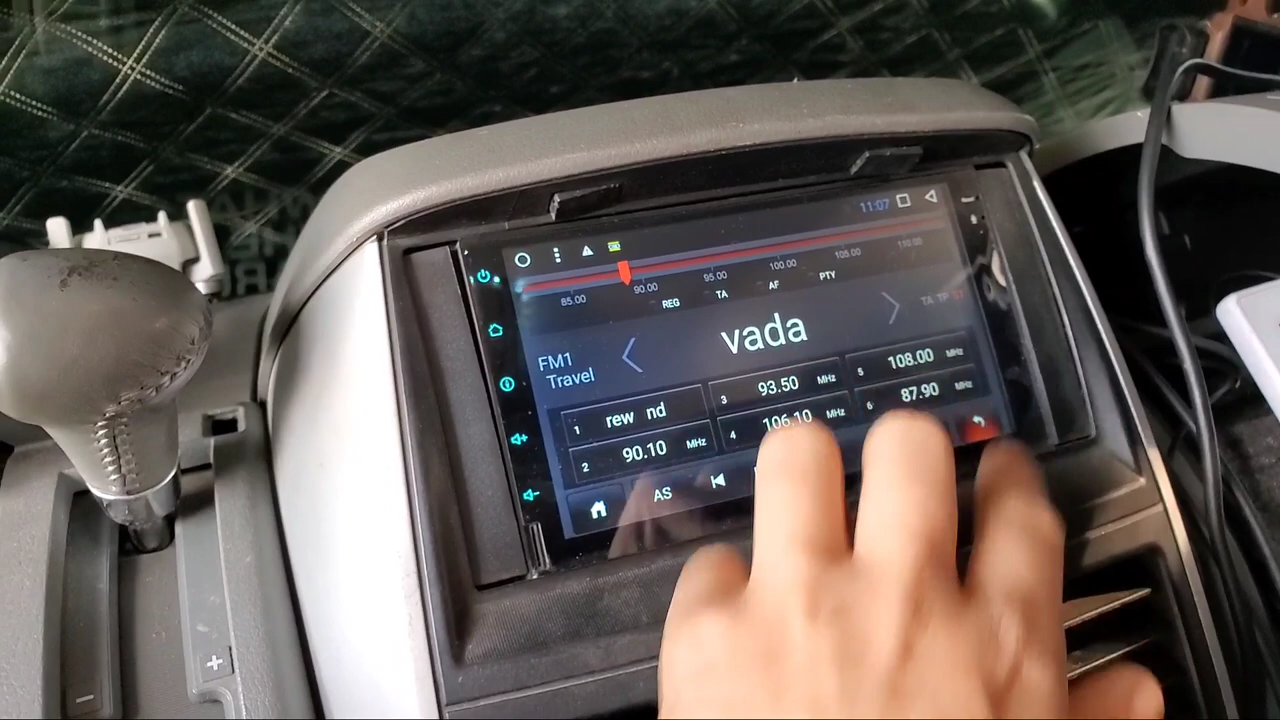 11:07
85.00 90.00 95.00 100.00 105.00 110.00
REG TA AF PTY
TA TP ST
FM1
Travel
vada
1 rew nd
3 93.50 MHz
5 108.00 MHz
2 90.10 MHz
4 106.10 MHz
6 87.90 MHz
AS
+
−